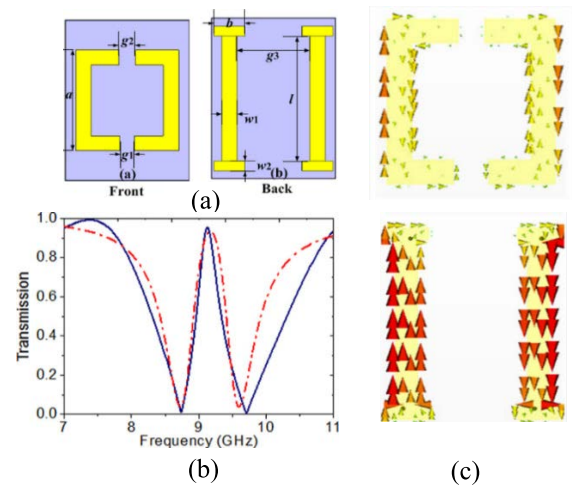 b
g2
g3
a
l
w1
g1
w2
(a)
(b)
Front
Back
(a)
1.0
0.8
0.6
0.4
0.2
0.0
Transmission
7 8 9 10 11
Frequency (GHz)
(b)
(c)